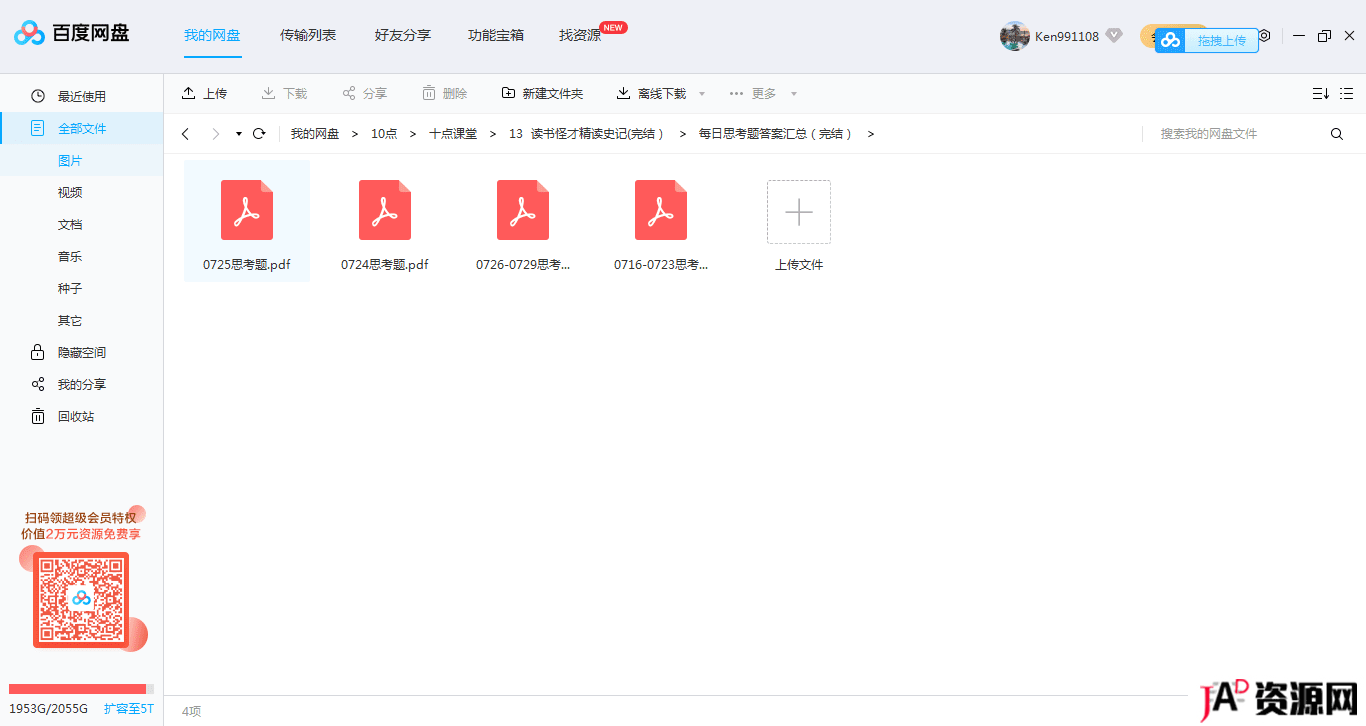 百度网盘
我的网盘 传输列表 好友分享 功能宝箱 找资源 NEW
Ken991108 拖拽上传
最近使用
全部文件
图片
视频
文档
音乐
种子
其它
隐藏空间
我的分享
回收站
扫码领超级会员特权
价值2万元资源免费享
1953G/2055G 扩容至5T
上传 下载 分享 删除 新建文件夹 离线下载 更多
我的网盘 > 10点 > 十点课堂 > 13 读书怪才精读史记(完结） > 每日思考题答案汇总（完结） >
搜索我的网盘文件
0725思考题.pdf 0724思考题.pdf 0726-0729思考... 0716-0723思考... 上传文件
4项
JAD 资源网